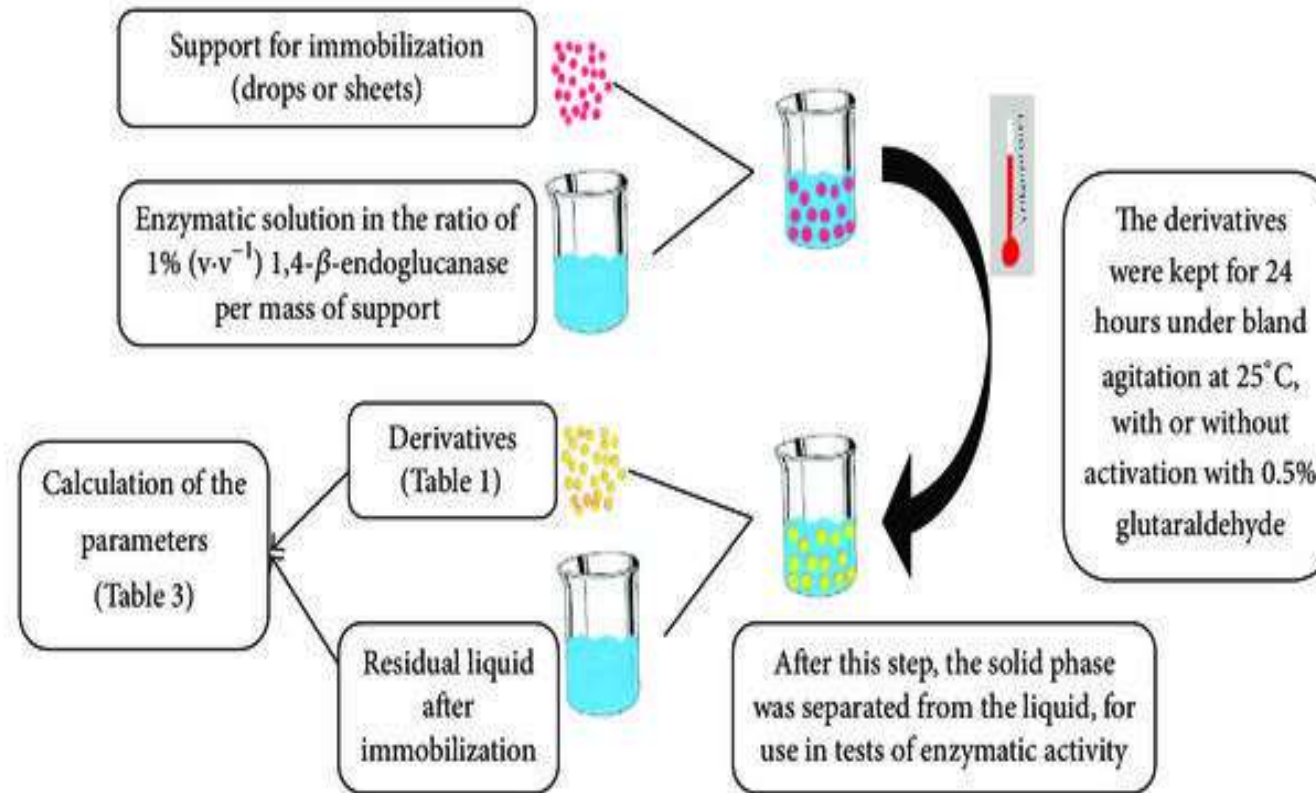 Support for immobilization
(drops or sheets)
Enzymatic solution in the ratio of
1% (v·v⁻¹) 1,4-β-endoglucanase
per mass of support
The derivatives
were kept for 24
hours under bland
agitation at 25°C,
with or without
activation with 0.5%
glutaraldehyde
Derivatives
(Table 1)
Calculation of the
parameters
(Table 3)
Residual liquid
after
immobilization
After this step, the solid phase
was separated from the liquid, for
use in tests of enzymatic activity